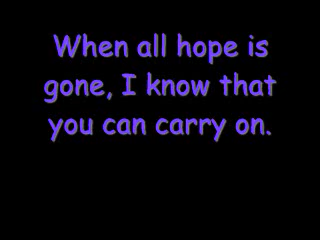 When all hope is
gone, I know that
you can carry on.